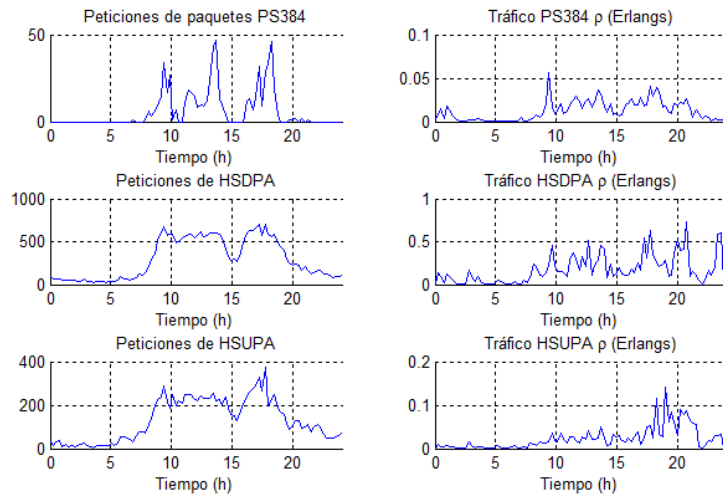 Peticiones de paquetes PS384
50
0
0 5 10 15 20
Tiempo (h)
Tráfico PS384 ρ (Erlangs)
0.1
0.05
0
0 5 10 15 20
Tiempo (h)
Peticiones de HSDPA
1000
500
0
0 5 10 15 20
Tiempo (h)
Tráfico HSDPA ρ (Erlangs)
1
0.5
0
0 5 10 15 20
Tiempo (h)
Peticiones de HSUPA
400
200
0
0 5 10 15 20
Tiempo (h)
Tráfico HSUPA ρ (Erlangs)
0.2
0.1
0
0 5 10 15 20
Tiempo (h)